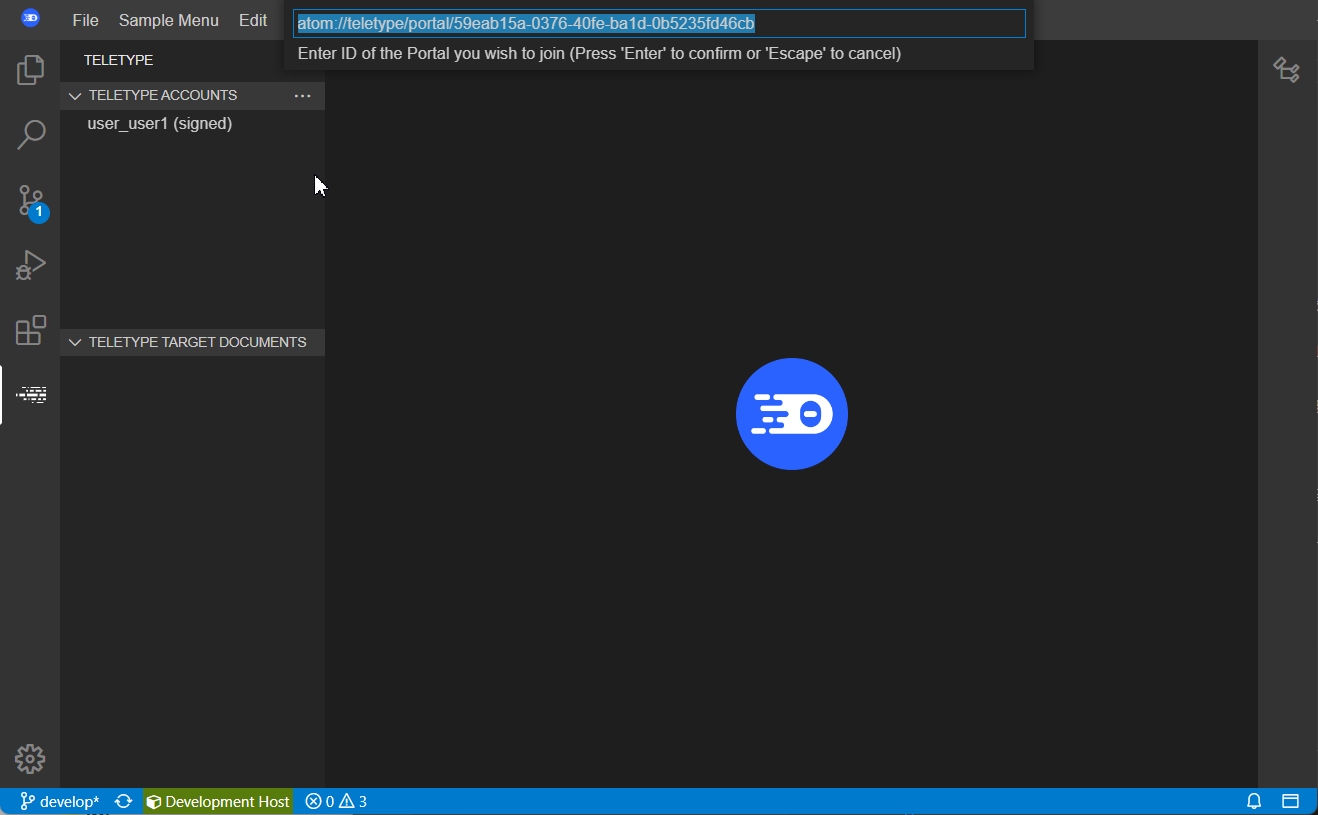 File Sample Menu Edit
atom://teletype/portal/59eab15a-0376-40fe-ba1d-0b5235fd46cb
Enter ID of the Portal you wish to join (Press 'Enter' to confirm or 'Escape' to cancel)
TELETYPE
TELETYPE ACCOUNTS
user_user1 (signed)
1
TELETYPE TARGET DOCUMENTS
develop* Development Host 0 3